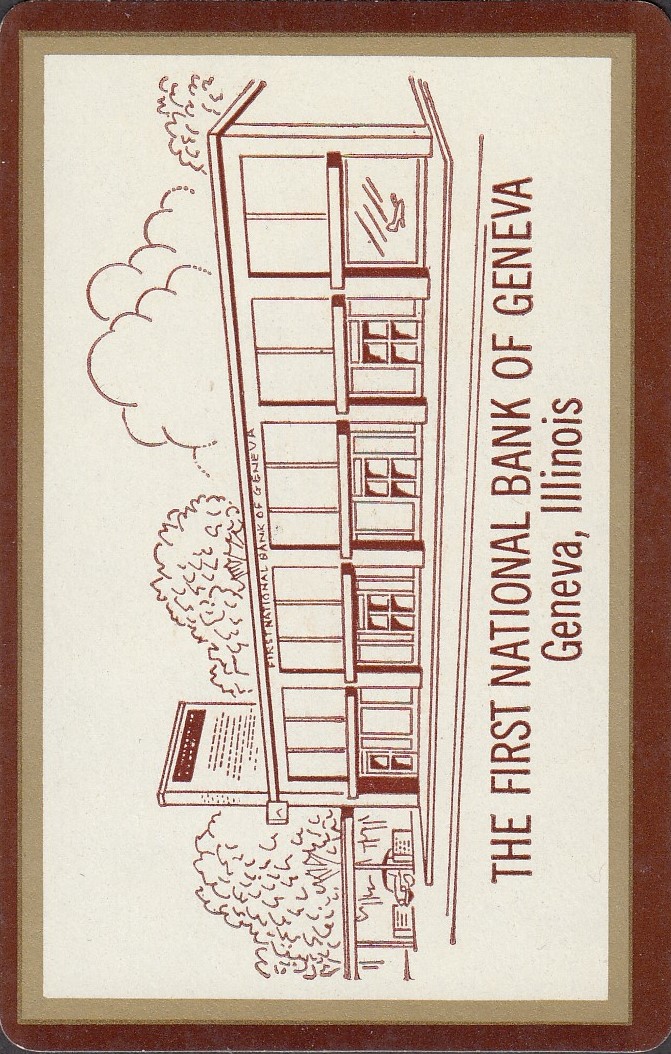 FIRST NATIONAL BANK OF GENEVA
THE FIRST NATIONAL BANK OF GENEVA
Geneva, Illinois